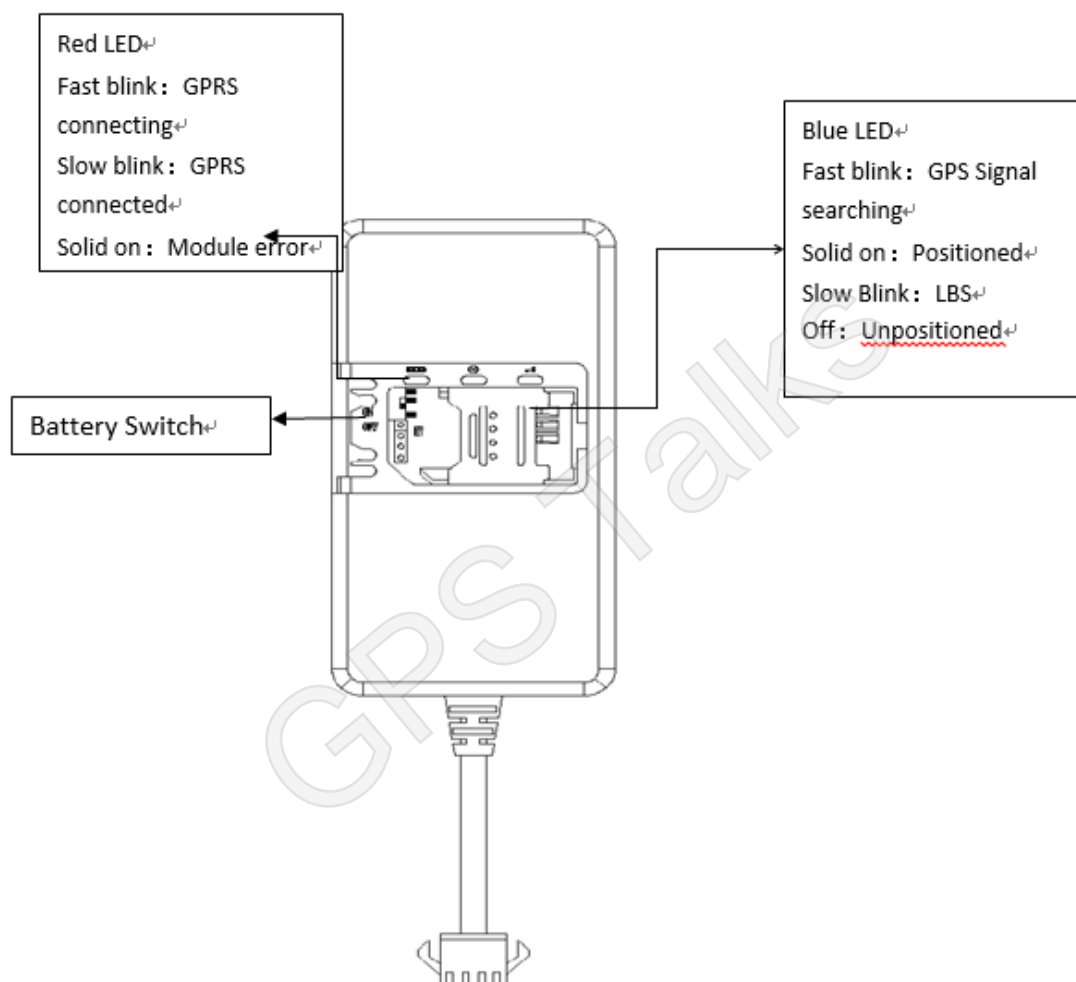 Red LED↵
Fast blink：GPRS
connecting↵
Slow blink：GPRS
connected↵
Solid on：Module error↵
Blue LED↵
Fast blink：GPS Signal
searching↵
Solid on：Positioned↵
Slow Blink：LBS↵
Off：Unpositioned↵
Battery Switch↵
OFF
GPS Talks